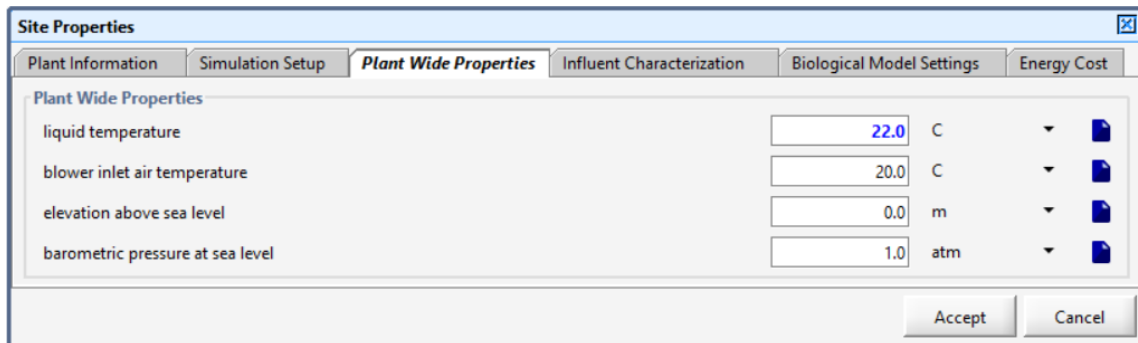 Site Properties
Plant Information Simulation Setup Plant Wide Properties Influent Characterization Biological Model Settings Energy Cost
Plant Wide Properties
liquid temperature 22.0 C
blower inlet air temperature 20.0 C
elevation above sea level 0.0 m
barometric pressure at sea level 1.0 atm
Accept Cancel